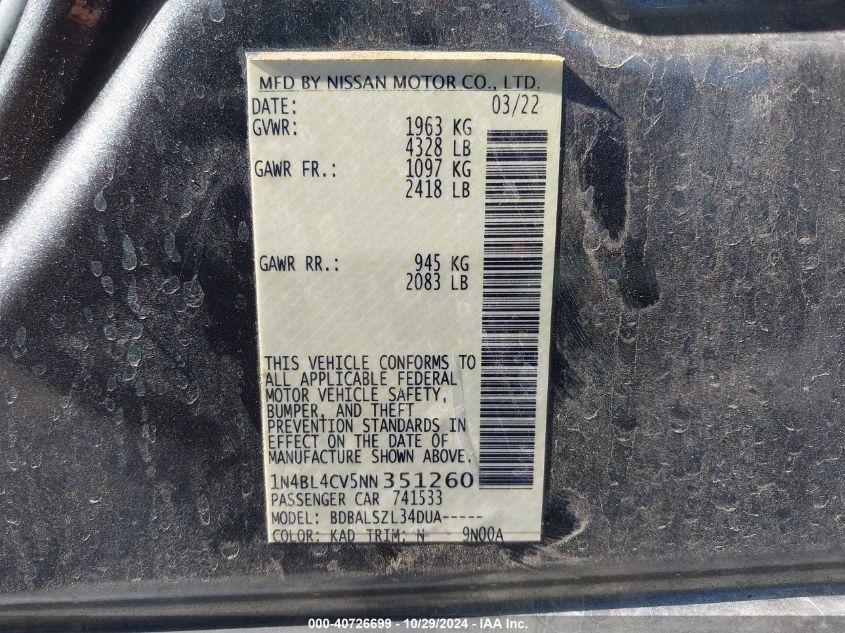 MFD BY NISSAN MOTOR CO., LTD.
DATE: 03/22
GVWR: 1963 KG
4328 LB
GAWR FR.: 1097 KG
2418 LB
GAWR RR.: 945 KG
2083 LB
THIS VEHICLE CONFORMS TO
ALL APPLICABLE FEDERAL
MOTOR VEHICLE SAFETY,
BUMPER, AND THEFT
PREVENTION STANDARDS IN
EFFECT ON THE DATE OF
MANUFACTURE SHOWN ABOVE.
1N4BL4CV5NN351260
PASSENGER CAR 741533
MODEL: BDBALSZL34DUA-----
COLOR: KAD TRIM: N - 9N00A
000-40726699 - 10/29/2024 - IAA Inc.